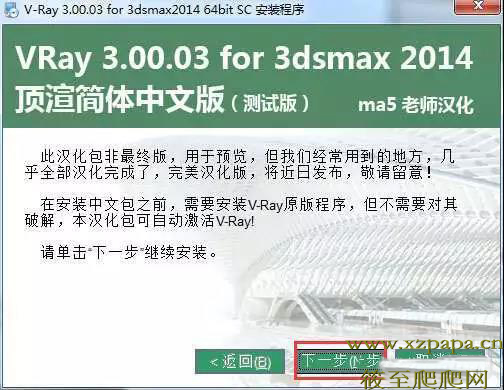 V-Ray 3.00.03 for 3dsmax2014 64bit SC 安装程序
VRay 3.00.03 for 3dsmax 2014
顶渲简体中文版（测试版） ma5 老师汉化
此汉化包非最终版，用于预览，但我们经常用到的地方，几
乎全部汉化完成了，完美汉化版，将近日发布，敬请留意！
在安装中文包之前，需要安装V-Ray原版程序，但不需要对其
破解，本汉化包可自动激活V-Ray!
请单击“下一步”继续安装。
www.xzpapa.cn
< 返回(B) 下一步(N) 取消
筱至爬爬网